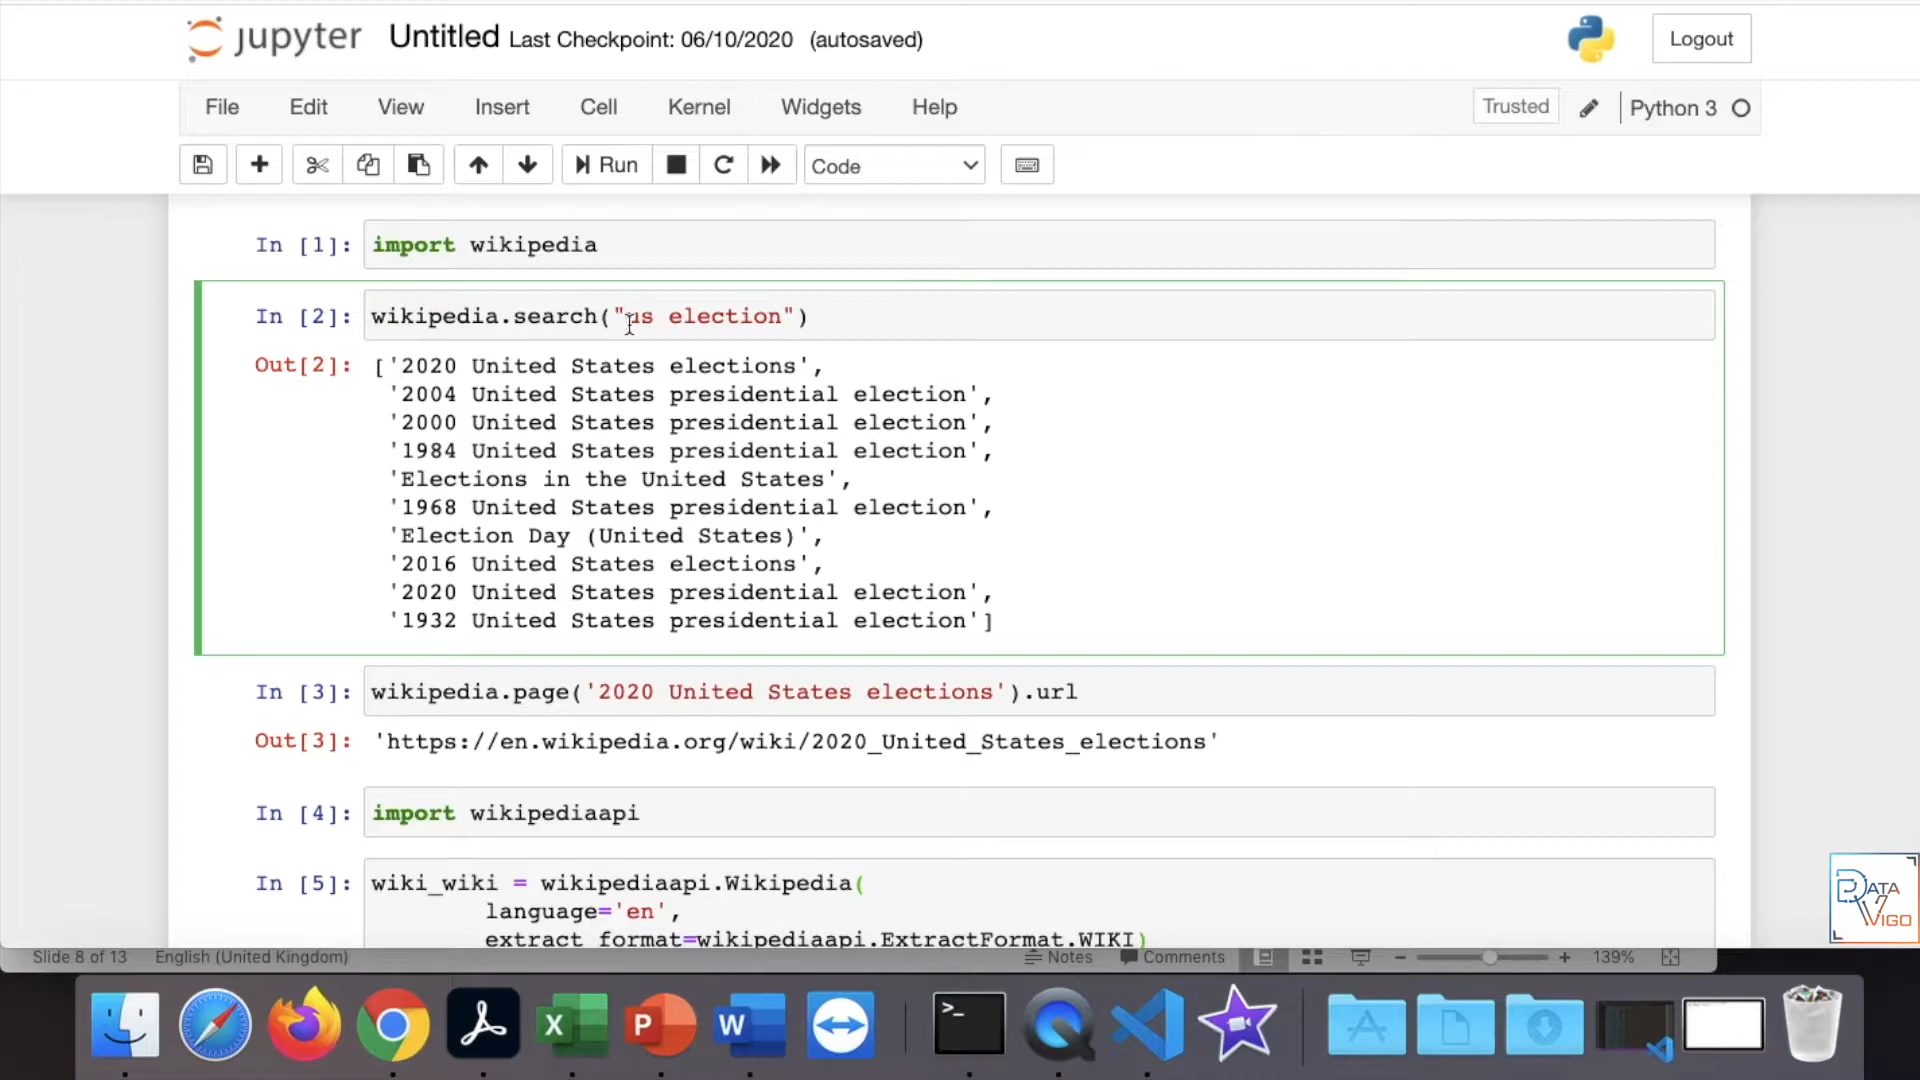 jupyter Untitled Last Checkpoint: 06/10/2020 (autosaved)
Logout
File Edit View Insert Cell Kernel Widgets Help
Trusted
Python 3
Run
Code
In [1]: import wikipedia
In [2]: wikipedia.search("us election")
Out[2]: ['2020 United States elections',
'2004 United States presidential election',
'2000 United States presidential election',
'1984 United States presidential election',
'Elections in the United States',
'1968 United States presidential election',
'Election Day (United States)',
'2016 United States elections',
'2020 United States presidential election',
'1932 United States presidential election']
In [3]: wikipedia.page('2020 United States elections').url
Out[3]: 'https://en.wikipedia.org/wiki/2020_United_States_elections'
In [4]: import wikipediaapi
In [5]: wiki_wiki = wikipediaapi.Wikipedia(
language='en',
extract_format=wikipediaapi.ExtractFormat.WIKI)
DATA
VIGO
Slide 8 of 13 English (United Kingdom) Notes Comments 139%
X P W >_